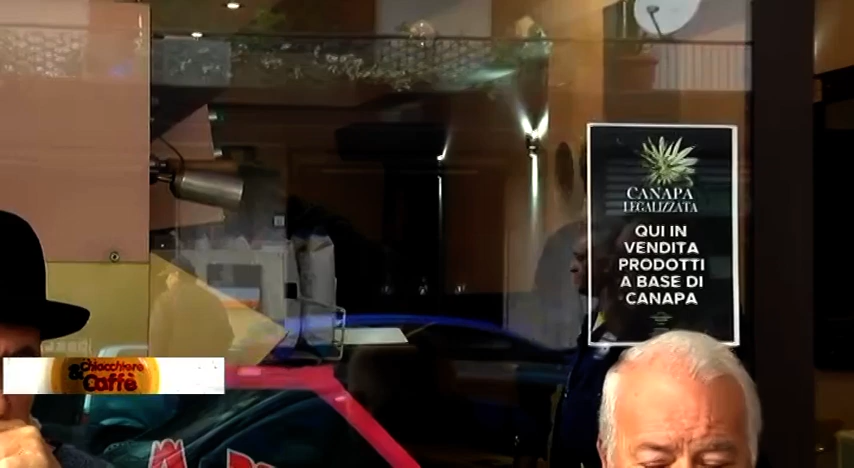 CANAPA
LEGALIZZATA
QUI IN
VENDITA
PRODOTTI
A BASE DI
CANAPA
Chiacchiere
& Caffè